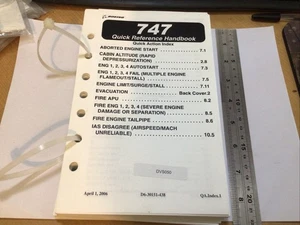 BOEING
747
Quick Reference Handbook
Quick Action Index
ABORTED ENGINE START 7.1
CABIN ALTITUDE (RAPID
DEPRESSURIZATION) 2.8
ENG 1, 2, 3, 4 AUTOSTART 7.3
ENG 1, 2, 3, 4 FAIL (MULTIPLE ENGINE
FLAMEOUT/STALL) 7.5
ENGINE LIMIT/SURGE/STALL 7.11
EVACUATION Back Cover.2
FIRE APU 8.2
FIRE ENG 1, 2, 3, 4 (SEVERE ENGINE
DAMAGE OR SEPARATION) 8.5
FIRE ENGINE TAILPIPE 8.6
IAS DISAGREE (AIRSPEED/MACH
UNRELIABLE) 10.5
April 1, 2006
QA.Index.1